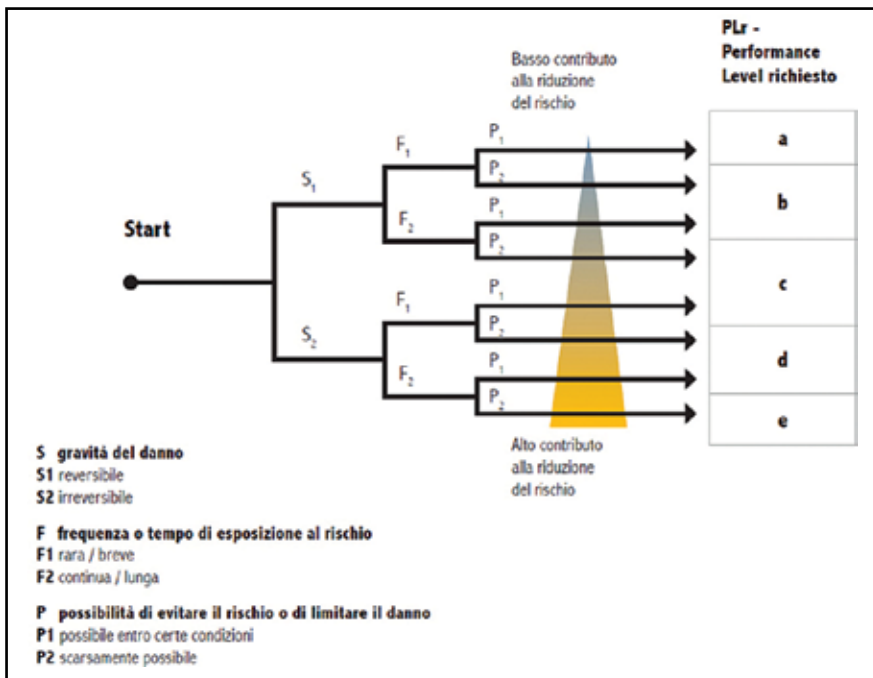 PLr -
Performance
Level richiesto
Basso contributo
alla riduzione
del rischio
a
P1
F1
P2
b
S1
P1
F2
P2
Start
c
P1
F1
P2
S2
d
P1
F2
P2
e
Alto contributo
alla riduzione
del rischio
S gravità del danno
S1 reversibile
S2 irreversibile
F frequenza o tempo di esposizione al rischio
F1 rara / breve
F2 continua / lunga
P possibilità di evitare il rischio o di limitare il danno
P1 possibile entro certe condizioni
P2 scarsamente possibile